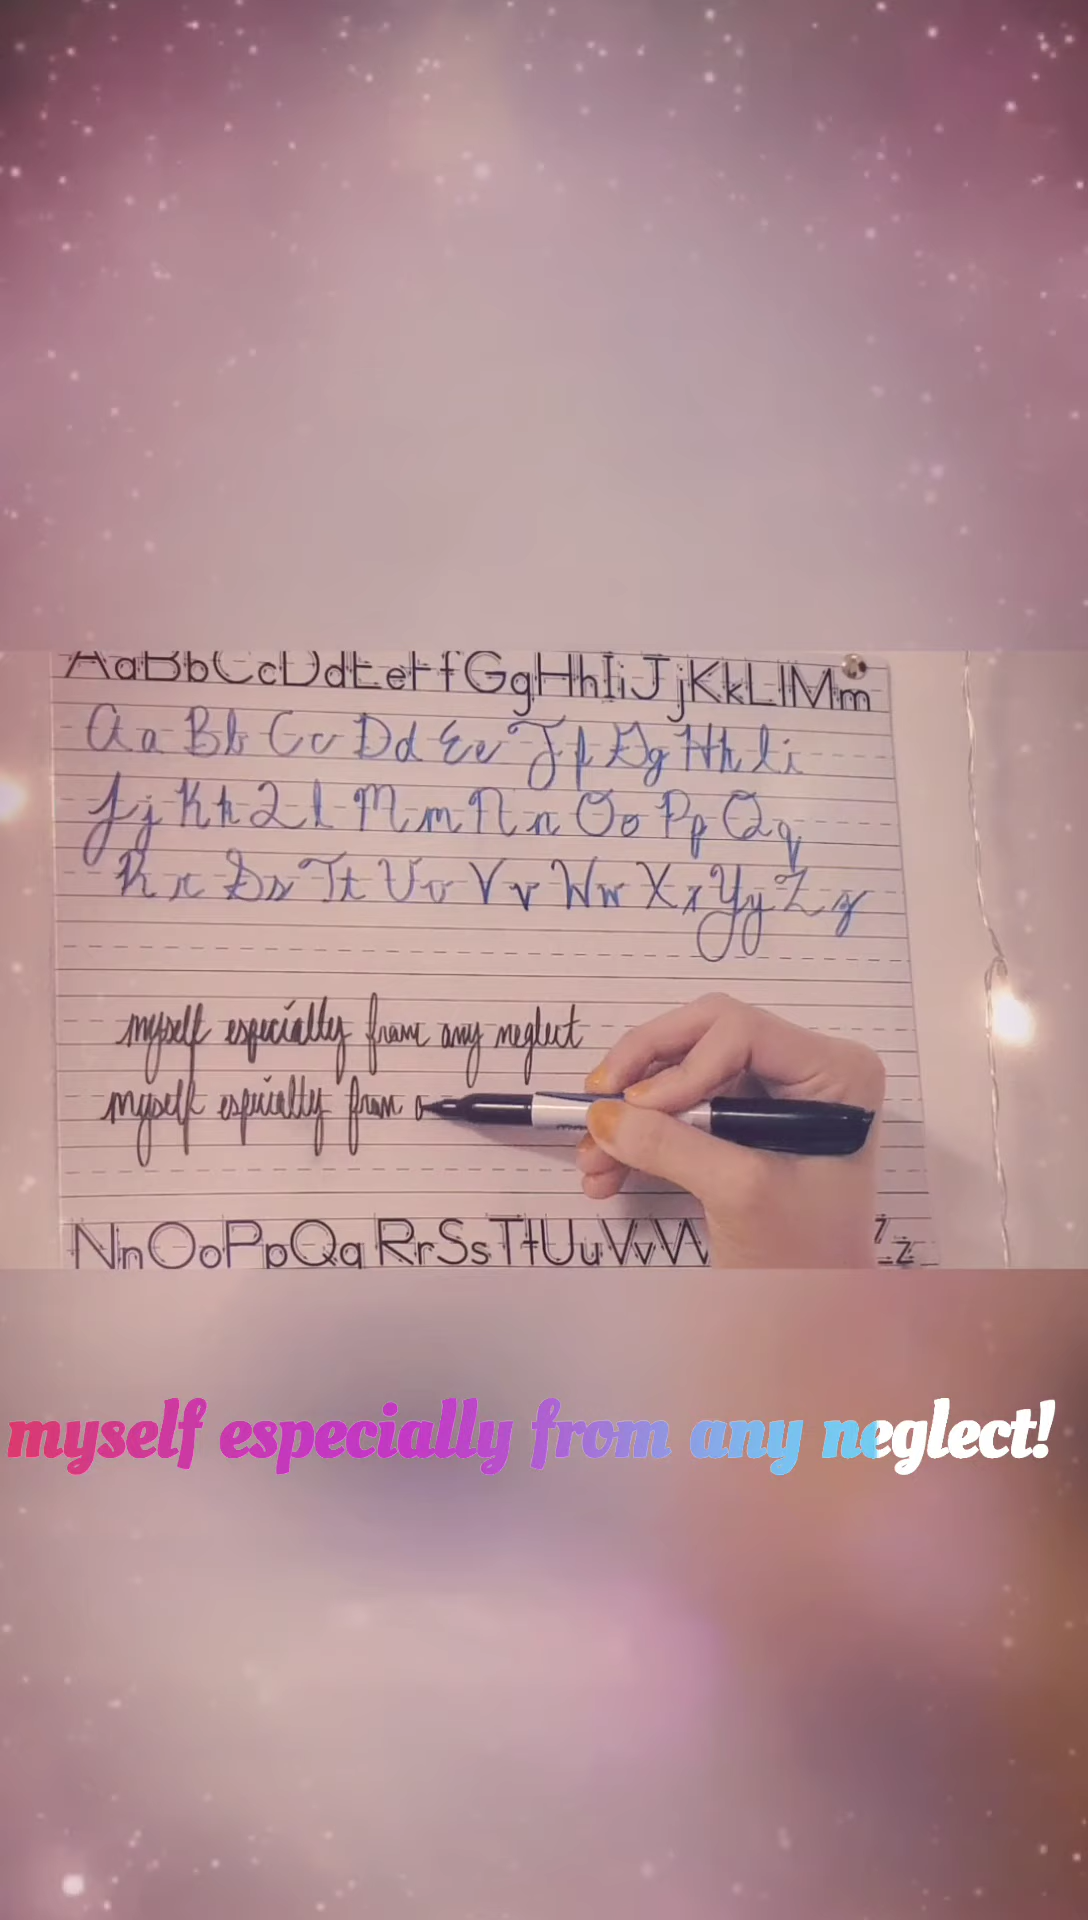 AaBbCcDdEeFfGgHhIiJjKkLlMm
Aa Bb Cc Dd Ee Ff Gg Hh Ii
Jj Kk Ll Mm Nn Oo Pp Qq
Rr Ss Tt Uu Vv Ww Xx Yy Zz
myself especially from any neglect
myself espcially from a
NnOoPpQqRrSsTtUuVvW Zz
myself especially from any neglect!